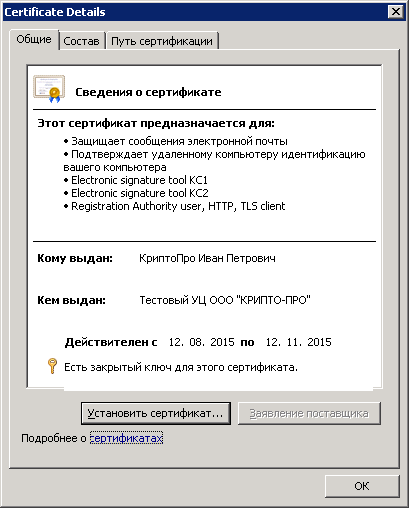 Certificate Details
Общие Состав Путь сертификации
Сведения о сертификате
Этот сертификат предназначается для:
• Защищает сообщения электронной почты
• Подтверждает удаленному компьютеру идентификацию
вашего компьютера
• Electronic signature tool KC1
• Electronic signature tool KC2
• Registration Authority user, HTTP, TLS client
Кому выдан: КриптоПро Иван Петрович
Кем выдан: Тестовый УЦ ООО "КРИПТО-ПРО"
Действителен с 12. 08. 2015 по 12. 11. 2015
Есть закрытый ключ для этого сертификата.
Установить сертификат... Заявление поставщика
Подробнее о сертификатах
OK